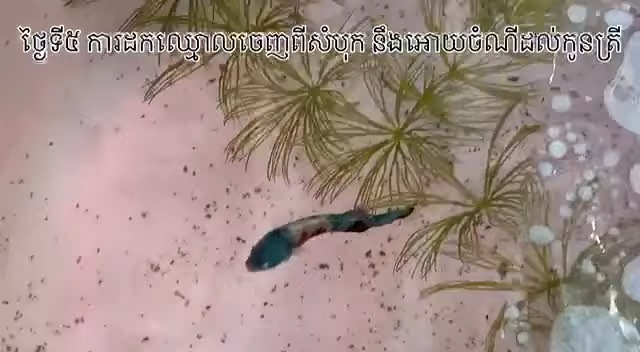 ថ្ងៃទី៥ ការដកឈ្មោលចេញពីសំបុក នឹងអោយចំណីដល់កូនត្រី